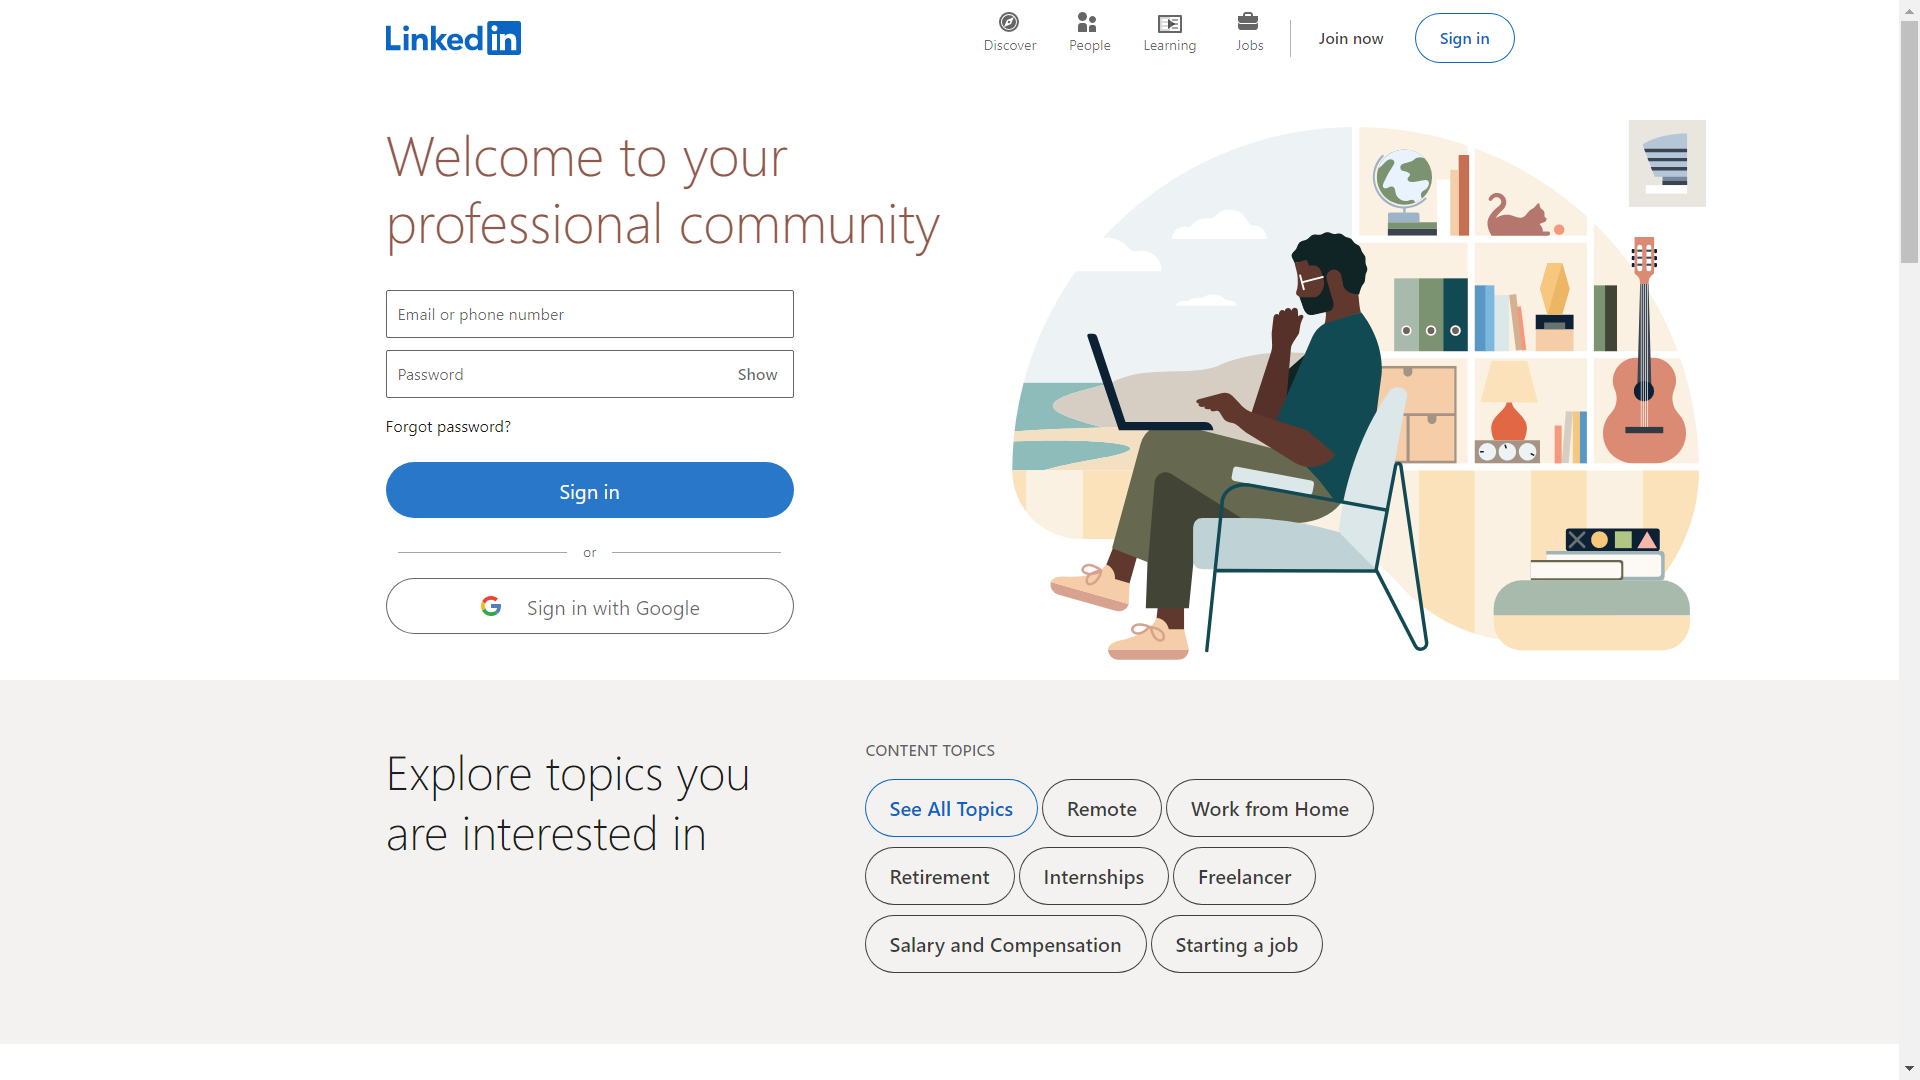 LinkedIn
Discover
People
Learning
Jobs
Join now
Sign in
Welcome to your
professional community
Email or phone number
Password
Show
Forgot password?
Sign in
or
Sign in with Google
Explore topics you
are interested in
CONTENT TOPICS
See All Topics
Remote
Work from Home
Retirement
Internships
Freelancer
Salary and Compensation
Starting a job